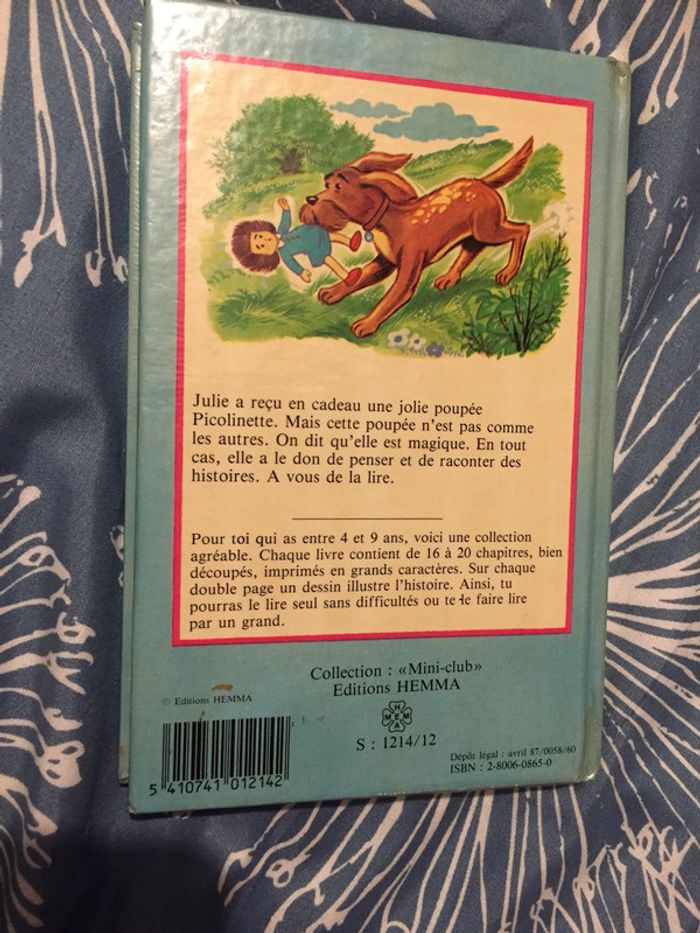 Julie a reçu en cadeau une jolie poupée
Picolinette. Mais cette poupée n'est pas comme
les autres. On dit qu'elle est magique. En tout
cas, elle a le don de penser et de raconter des
histoires. A vous de la lire.
Pour toi qui as entre 4 et 9 ans, voici une collection
agréable. Chaque livre contient de 16 à 20 chapitres, bien
découpés, imprimés en grands caractères. Sur chaque
double page un dessin illustre l'histoire. Ainsi, tu
pourras le lire seul sans difficultés ou te le faire lire
par un grand.
Collection : «Mini-club»
Editions HEMMA
© Editions HEMMA
HEMMA
S : 1214/12
Dépôt légal : avril 87/0058/60
ISBN : 2-8006-0865-0
5 410741 012142